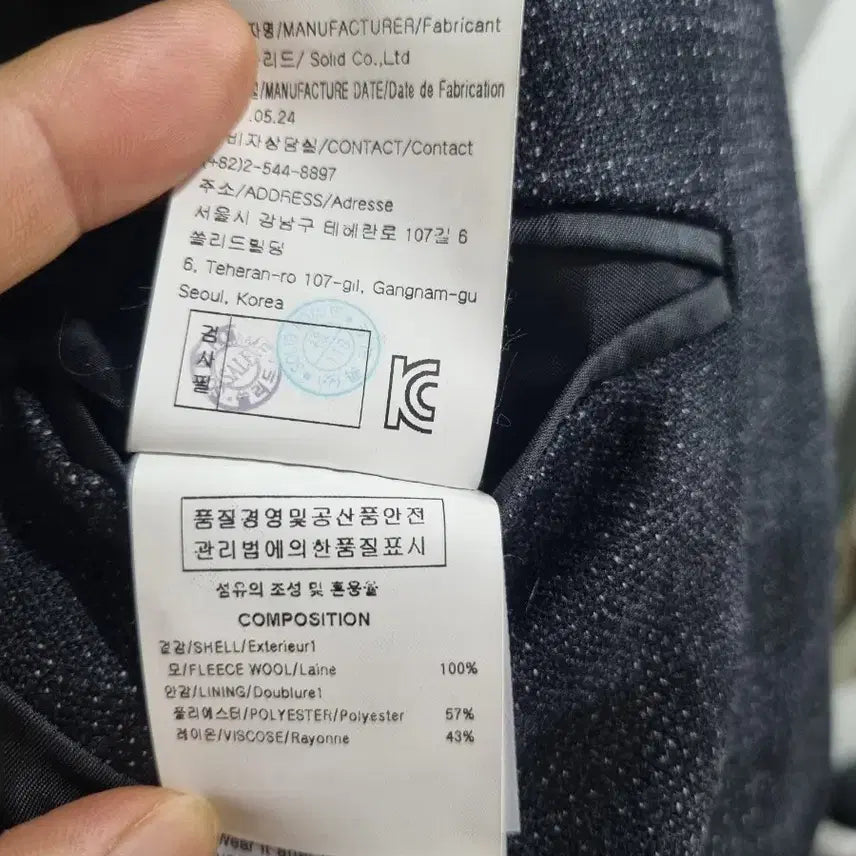 자명/MANUFACTURER/Fabricant
리드/ Solid Co.,Ltd
/MANUFACTURE DATE/Date de Fabrication
.05.24
비자상담실/CONTACT/Contact
(+82)2-544-8897
주소/ADDRESS/Adresse
서울시 강남구 테헤란로 107길 6
쏠리드빌딩
6, Teheran-ro 107-gil, Gangnam-gu
Seoul, Korea
검사필
KC
품질경영및공산품안전
관리법에의한품질표시
섬유의 조성 및 혼용율
COMPOSITION
겉감/SHELL/Exterieur1
모/FLEECE WOOL/Laine 100%
안감/LINING/Doublure1
폴리에스터/POLYESTER/Polyester 57%
레이온/VISCOSE/Rayonne 43%
Wear it